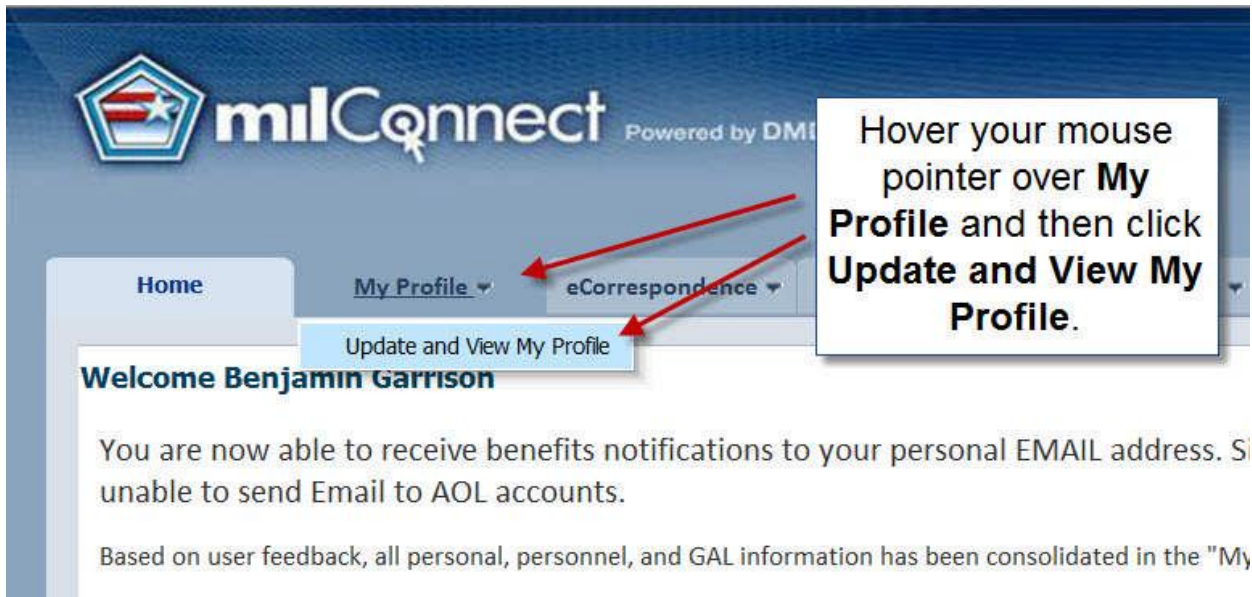 milConnect Powered by DMD
Hover your mouse
pointer over My
Profile and then click
Update and View My
Profile.
Home My Profile eCorrespondence
Update and View My Profile
Welcome Benjamin Garrison
You are now able to receive benefits notifications to your personal EMAIL address.
unable to send Email to AOL accounts.
Based on user feedback, all personal, personnel, and GAL information has been consolidated in the "My